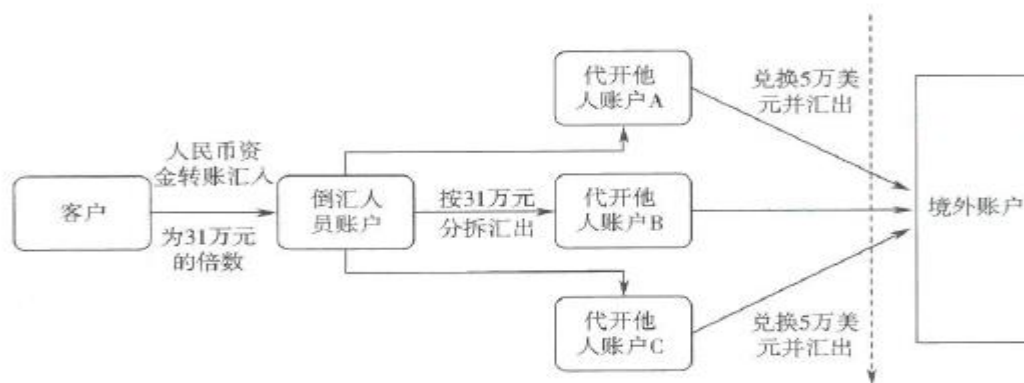 客户
人民币资
金转账汇入
为31万元
的倍数
倒汇人
员账户
按31万元
分拆汇出
代开他
人账户A
代开他
人账户B
代开他
人账户C
兑换5万美
元并汇出
兑换5万美
元并汇出
境外账户